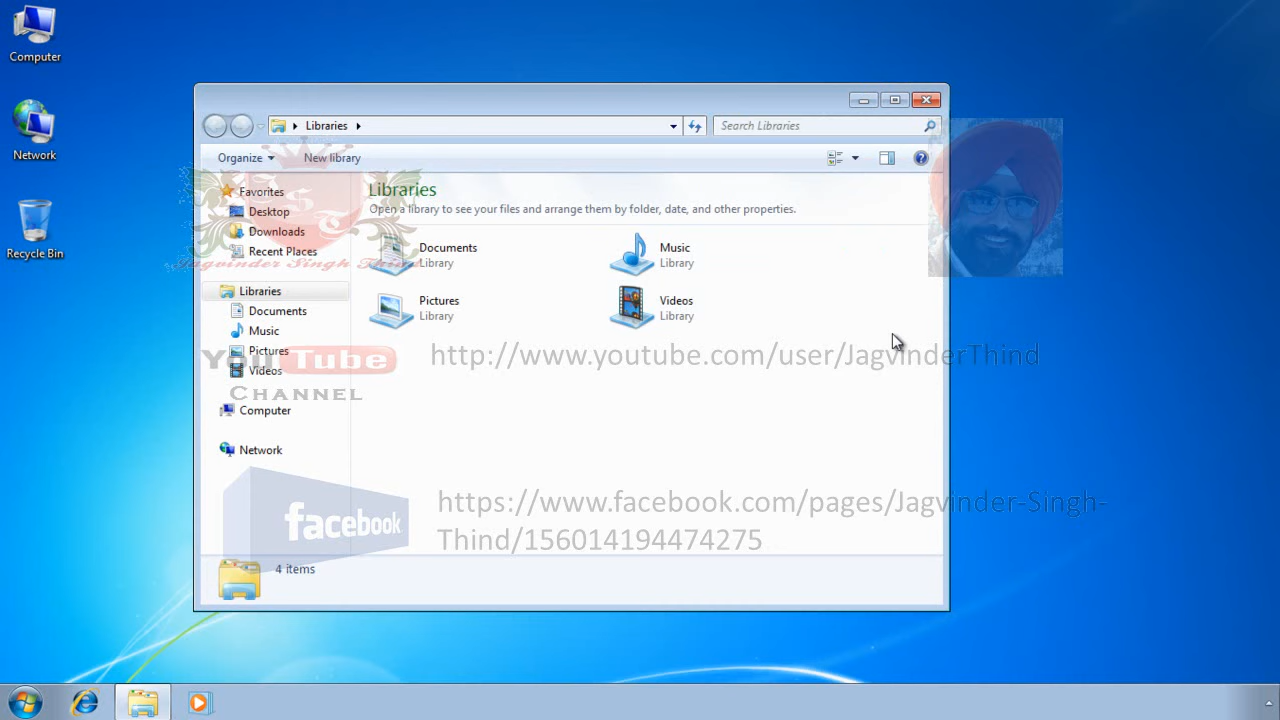 Computer
Network
Recycle Bin
Libraries
Search Libraries
Organize
New library
Favorites
Desktop
Downloads
Recent Places
Libraries
Documents
Music
Pictures
Videos
Computer
Network
Libraries
Open a library to see your files and arrange them by folder, date, and other properties.
Documents
Library
Music
Library
Pictures
Library
Videos
Library
Jagvinder Singh Thind
YouTube
CHANNEL
http://www.youtube.com/user/JagvinderThind
facebook
https://www.facebook.com/pages/Jagvinder-Singh-
Thind/156014194474275
4 items